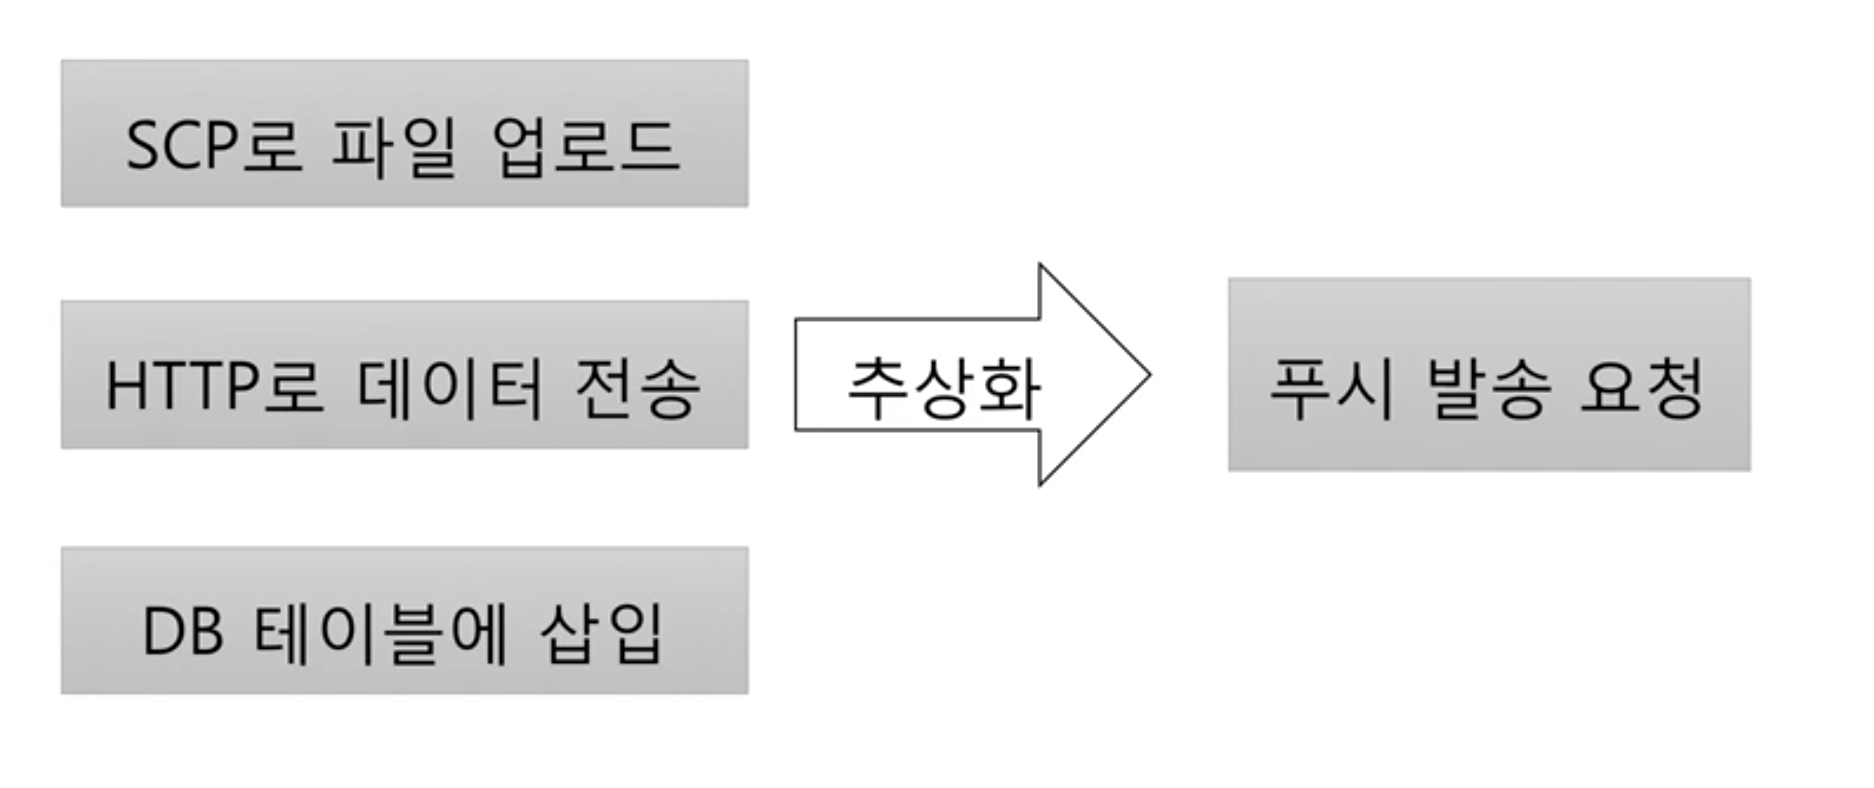 SCP로 파일 업로드
HTTP로 데이터 전송
추상화
푸시 발송 요청
DB 테이블에 삽입